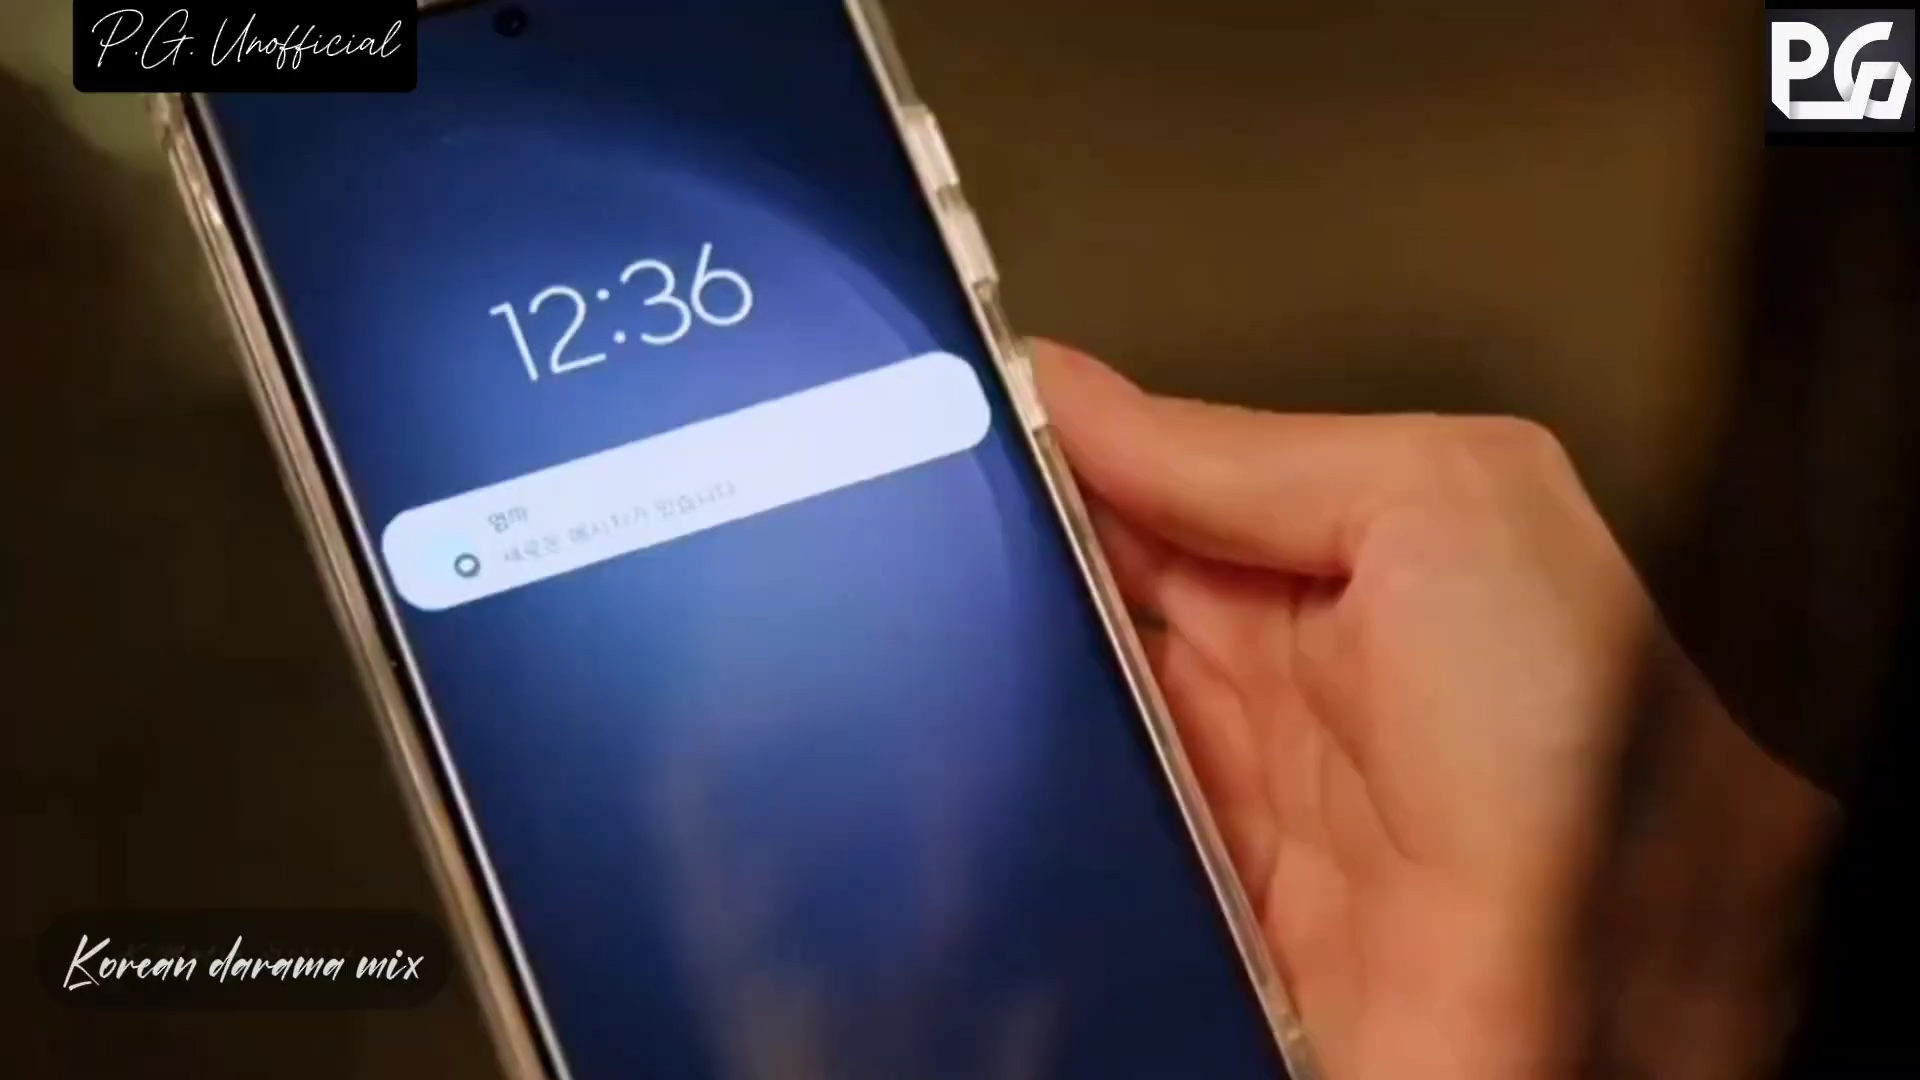 P.G. Unofficial
PG
12:36
엄마
새로운 메시지가 있습니다
Korean darama mix